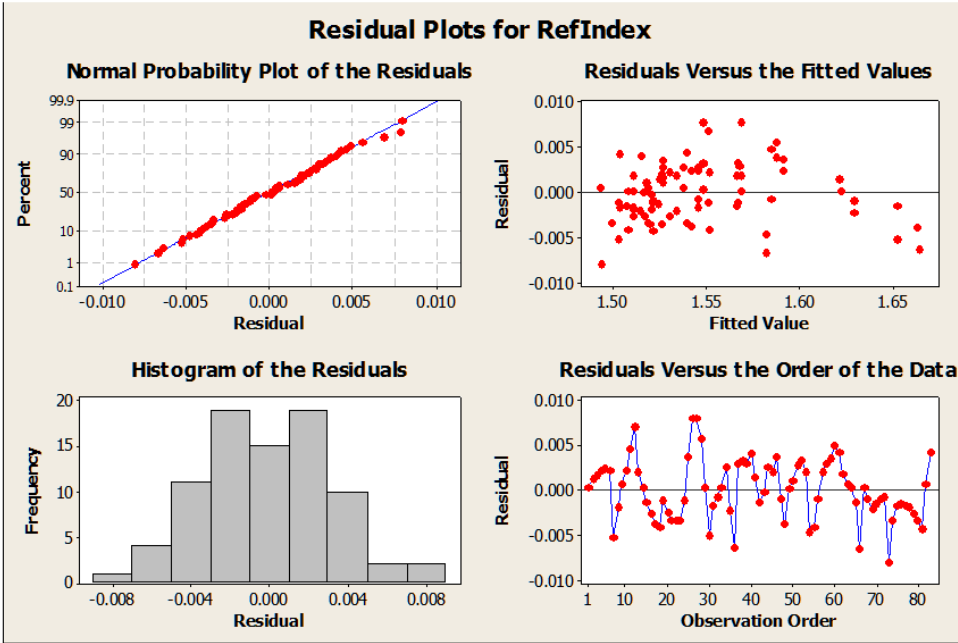 Residual Plots for RefIndex
Normal Probability Plot of the Residuals
99.9
99
90
50
10
1
0.1
Percent
-0.010 -0.005 0.000 0.005 0.010
Residual
Residuals Versus the Fitted Values
0.010
0.005
0.000
-0.005
-0.010
Residual
1.50 1.55 1.60 1.65
Fitted Value
Histogram of the Residuals
20
15
10
5
0
Frequency
-0.008 -0.004 0.000 0.004 0.008
Residual
Residuals Versus the Order of the Data
0.010
0.005
0.000
-0.005
-0.010
Residual
1 10 20 30 40 50 60 70 80
Observation Order